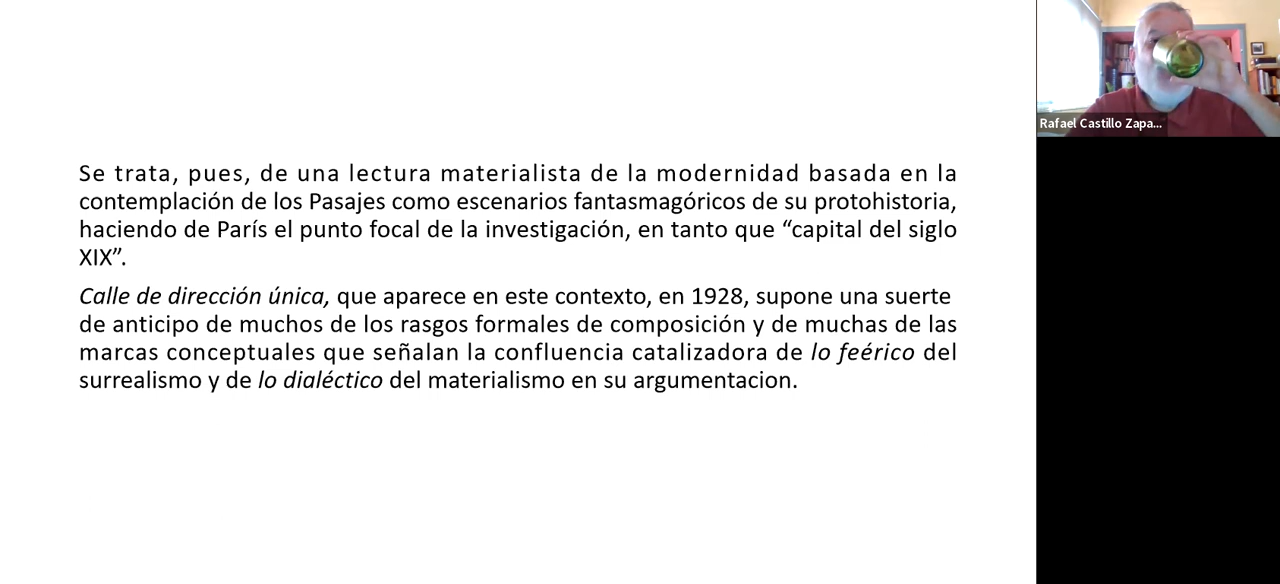 Se trata, pues, de una lectura materialista de la modernidad basada en la
contemplación de los Pasajes como escenarios fantasmagóricos de su protohistoria,
haciendo de París el punto focal de la investigación, en tanto que “capital del siglo
XIX”.
Calle de dirección única, que aparece en este contexto, en 1928, supone una suerte
de anticipo de muchos de los rasgos formales de composición y de muchas de las
marcas conceptuales que señalan la confluencia catalizadora de lo feérico del
surrealismo y de lo dialéctico del materialismo en su argumentacion.
Rafael Castillo Zapa...